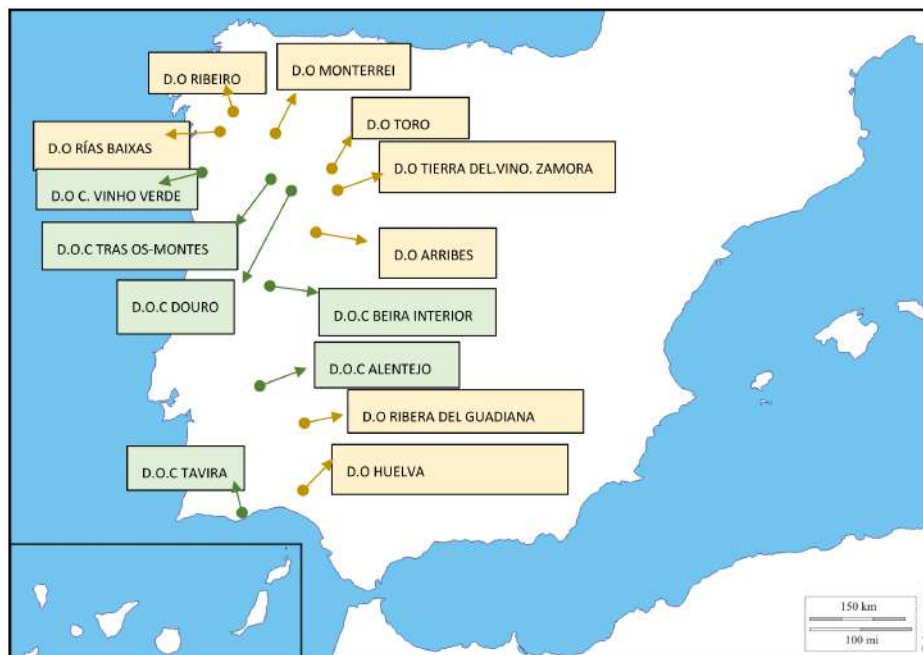 D.O RIBEIRO
D.O MONTERREI
D.O RÍAS BAIXAS
D.O TORO
D.O TIERRA DEL.VINO. ZAMORA
D.O C. VINHO VERDE
D.O.C TRAS OS-MONTES
D.O ARRIBES
D.O.C DOURO
D.O.C BEIRA INTERIOR
D.O.C ALENTEJO
D.O RIBERA DEL GUADIANA
D.O.C TAVIRA
D.O HUELVA
150 km
100 mi